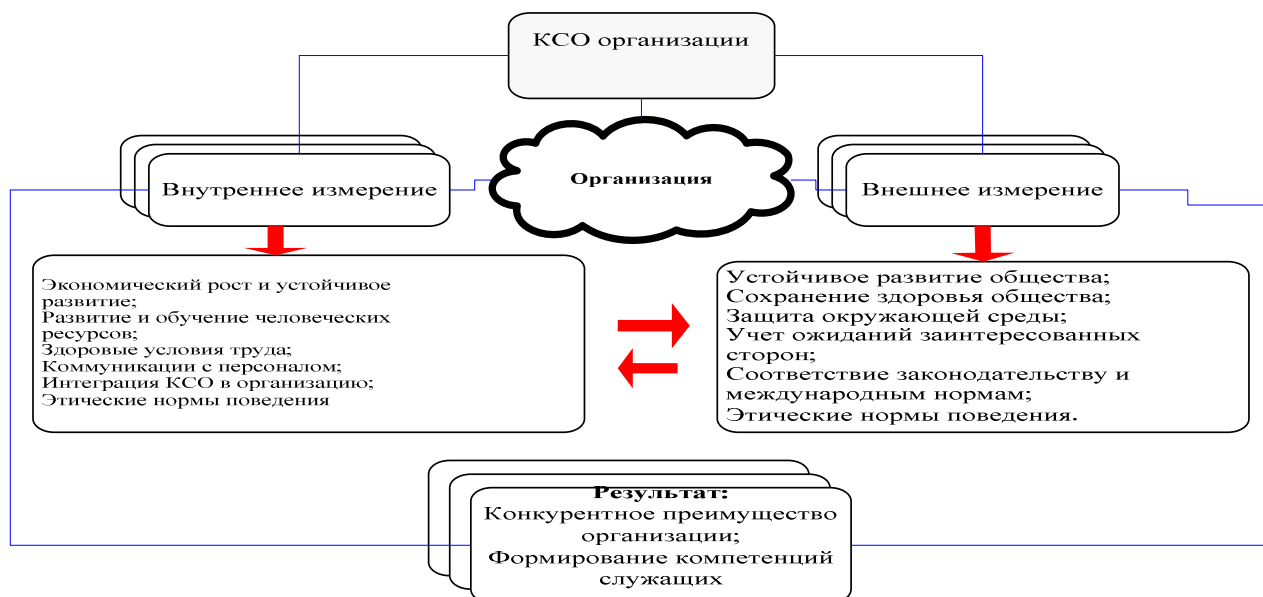 КСО организации
Организация
Внутреннее измерение
Внешнее измерение
Экономический рост и устойчивое
развитие;
Развитие и обучение человеческих
ресурсов;
Здоровые условия труда;
Коммуникации с персоналом;
Интеграция КСО в организацию;
Этические нормы поведения
Устойчивое развитие общества;
Сохранение здоровья общества;
Защита окружающей среды;
Учет ожиданий заинтересованных
сторон;
Соответствие законодательству и
международным нормам;
Этические нормы поведения.
Результат:
Конкурентное преимущество
организации;
Формирование компетенций
служащих